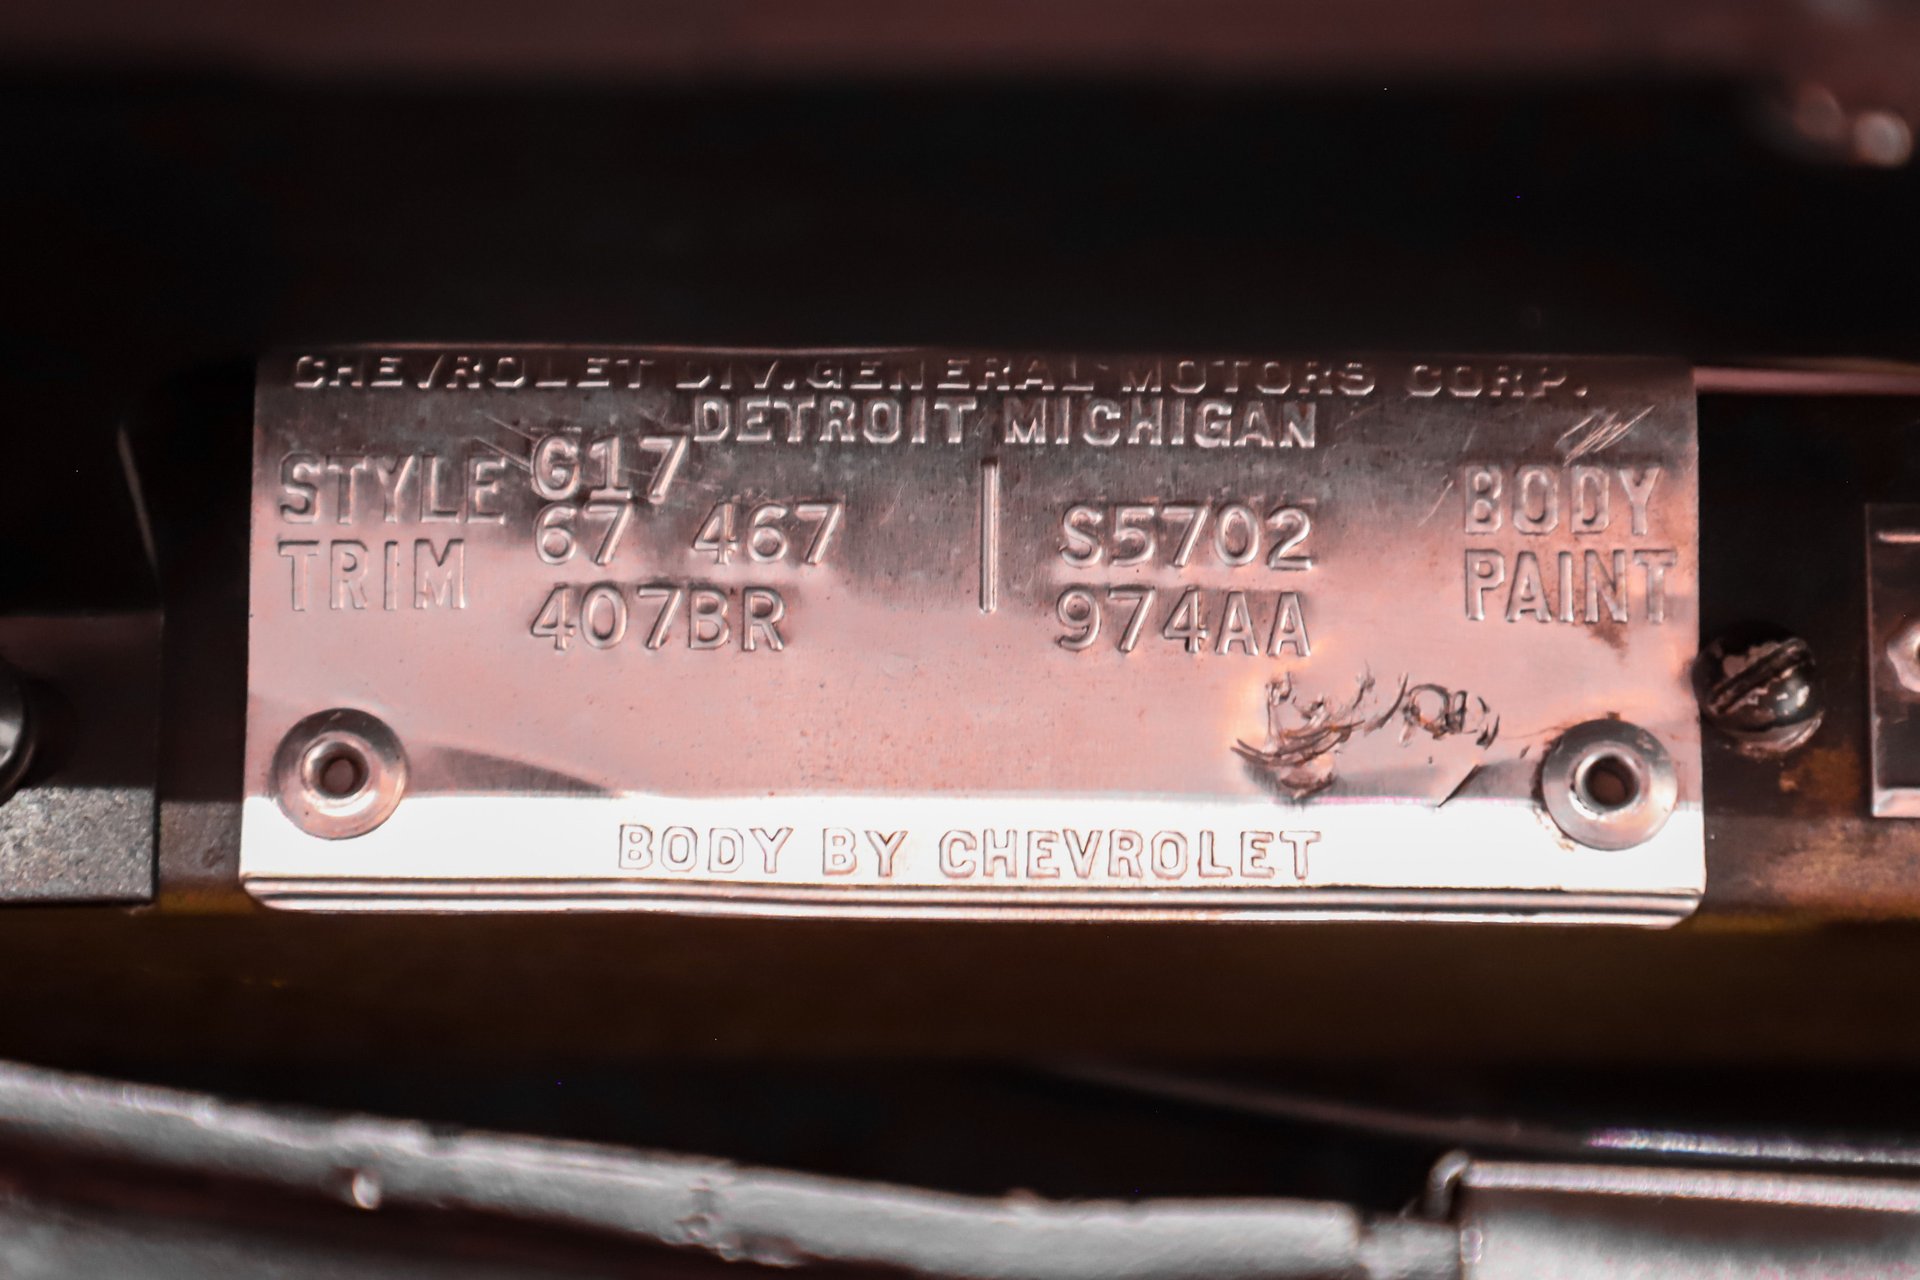 CHEVROLET DIV. GENERAL MOTORS CORP.
DETROIT MICHIGAN
G17
STYLE 67 467 S5702 BODY
TRIM 407BR 974AA PAINT
BODY BY CHEVROLET